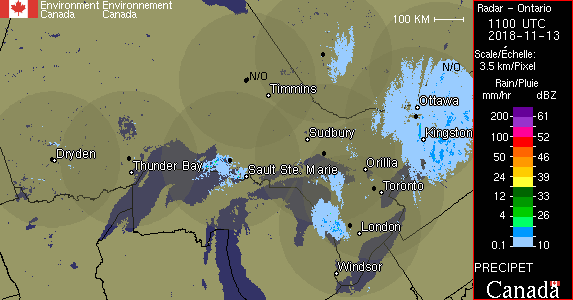 Environment Environnement
Canada Canada
100 KM
N/O
Timmins
N/O
Ottawa
Sudbury
Kingston
Dryden
Thunder Bay
Sault Ste. Marie
Orillia
Toronto
London
Windsor
Radar - Ontario
1100 UTC
2018-11-13
Scale/Échelle:
3.5 km/Pixel
Rain/Pluie
mm/hr dBZ
200 61
100 52
50 46
24 39
12 33
4 26
0.1 10
PRECIPET
Canada